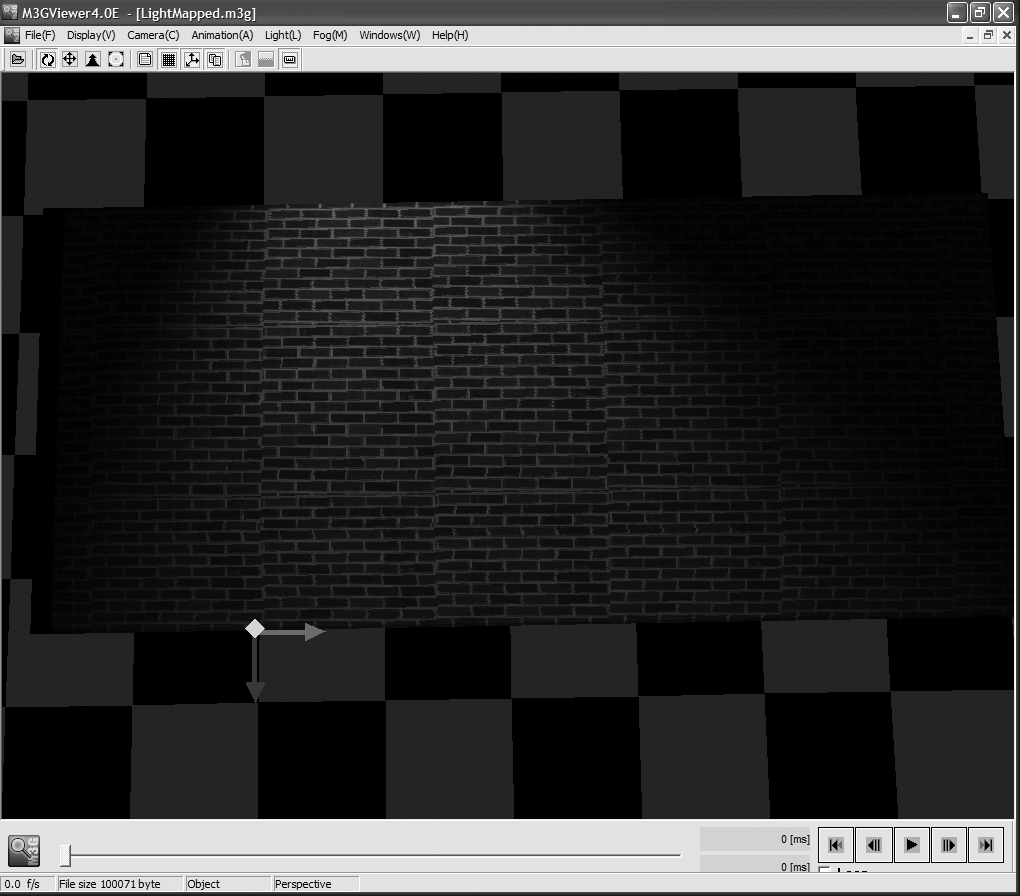 M3GViewer4.0E - [LightMapped.m3g]
File(F) Display(V) Camera(C) Animation(A) Light(L) Fog(M) Windows(W) Help(H)
0 [ms]
0 [ms]
M3G
0.0 f/s File size 100071 byte Object Perspective